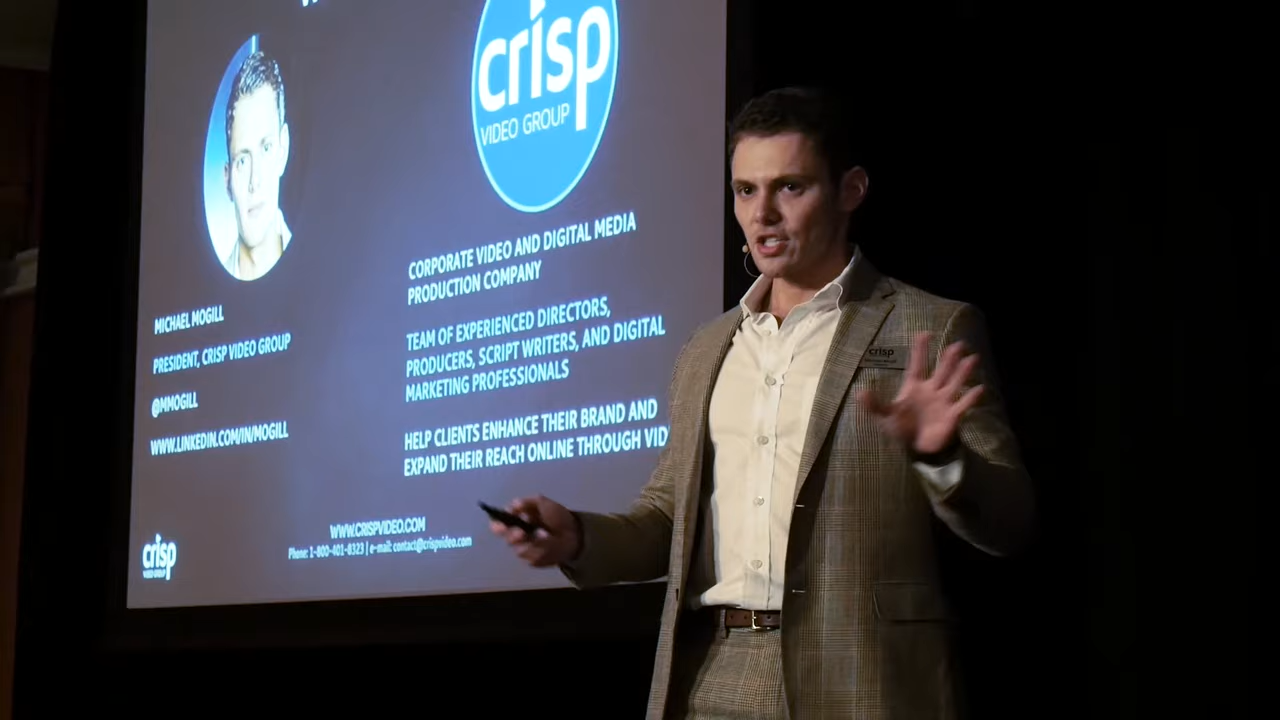 crisp
VIDEO GROUP
MICHAEL MOGILL
PRESIDENT, CRISP VIDEO GROUP
@MMOGILL
WWW.LINKEDIN.COM/IN/MOGILL
CORPORATE VIDEO AND DIGITAL MEDIA
PRODUCTION COMPANY
TEAM OF EXPERIENCED DIRECTORS,
PRODUCERS, SCRIPT WRITERS, AND DIGITAL
MARKETING PROFESSIONALS
HELP CLIENTS ENHANCE THEIR BRAND AND
EXPAND THEIR REACH ONLINE THROUGH VID
WWW.CRISPVIDEO.COM
Phone: 1-800-401-8323 | e-mail: contact@crispvideo.com
crisp
VIDEO GROUP
crisp